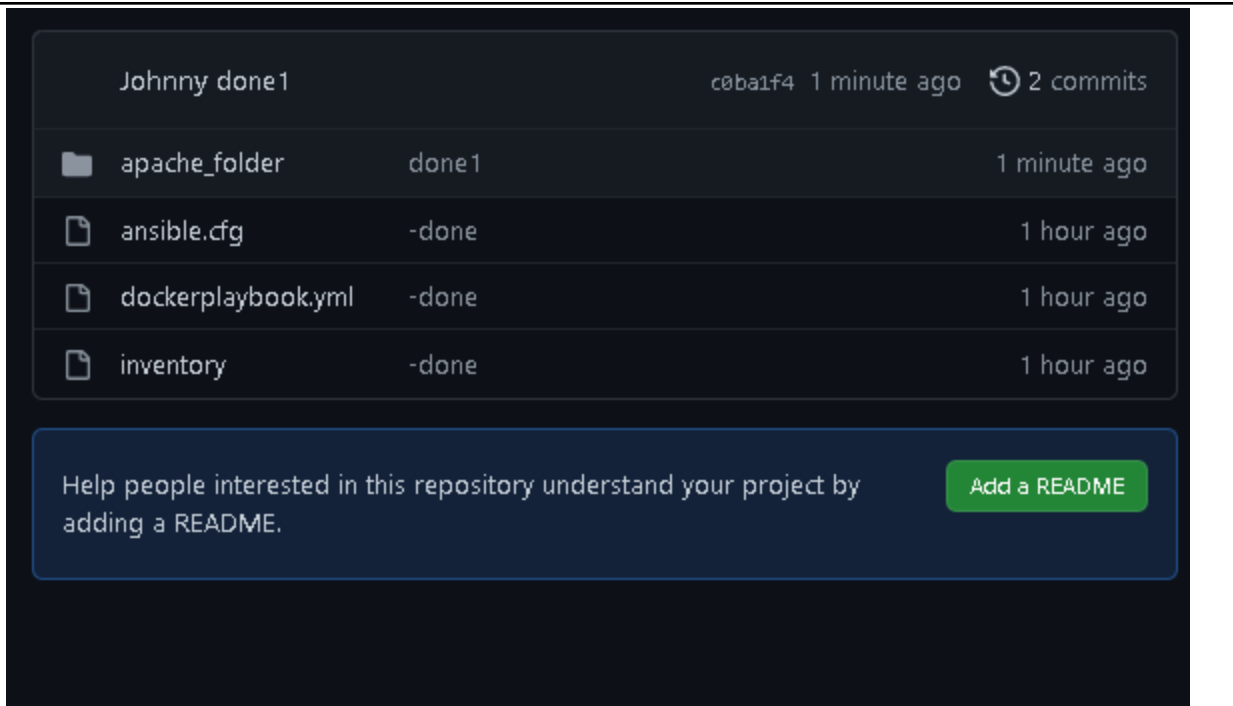 Johnny done1 c0ba1f4 1 minute ago 2 commits
apache_folder done1 1 minute ago
ansible.cfg -done 1 hour ago
dockerplaybook.yml -done 1 hour ago
inventory -done 1 hour ago
Help people interested in this repository understand your project by
adding a README.
Add a README